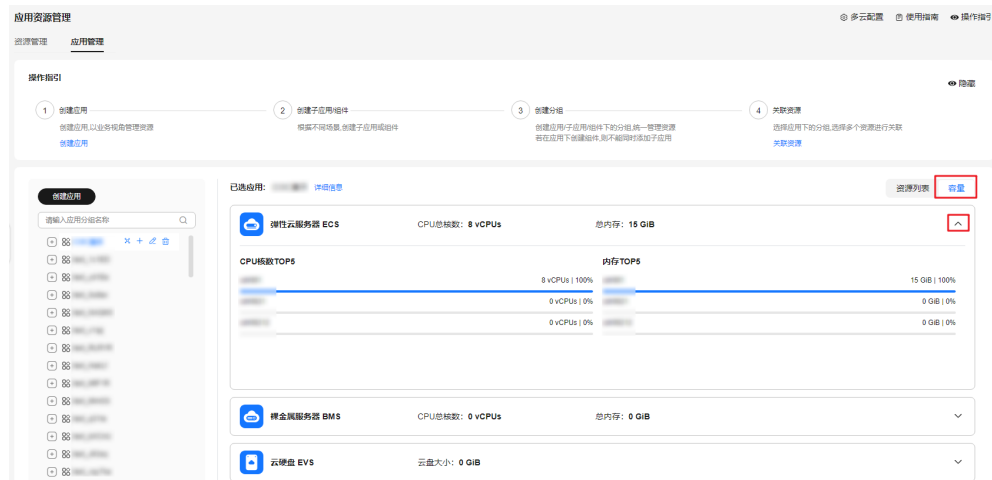 应用资源管理
多云配置 使用指南 操作指引
资源管理 应用管理
操作指引
隐藏
1 创建应用 2 创建子应用/组件 3 创建分组 4 关联资源
创建应用,以业务视角管理资源 根据不同场景,创建子应用或组件 创建应用/子应用/组件下的分组,统一管理资源 选择应用下的分组,选择多个资源进行关联
若在应用下创建组件,则不能同时添加子应用
创建应用 关联资源
创建应用
已选应用: 详细信息
资源列表 容量
请输入应用分组名称
弹性云服务器 ECS CPU总核数: 8 vCPUs 总内存: 15 GiB
CPU核数TOP5 内存TOP5
8 vCPUs | 100% 15 GiB | 100%
0 vCPUs | 0% 0 GiB | 0%
0 vCPUs | 0% 0 GiB | 0%
裸金属服务器 BMS CPU总核数: 0 vCPUs 总内存: 0 GiB
云硬盘 EVS 云盘大小: 0 GiB